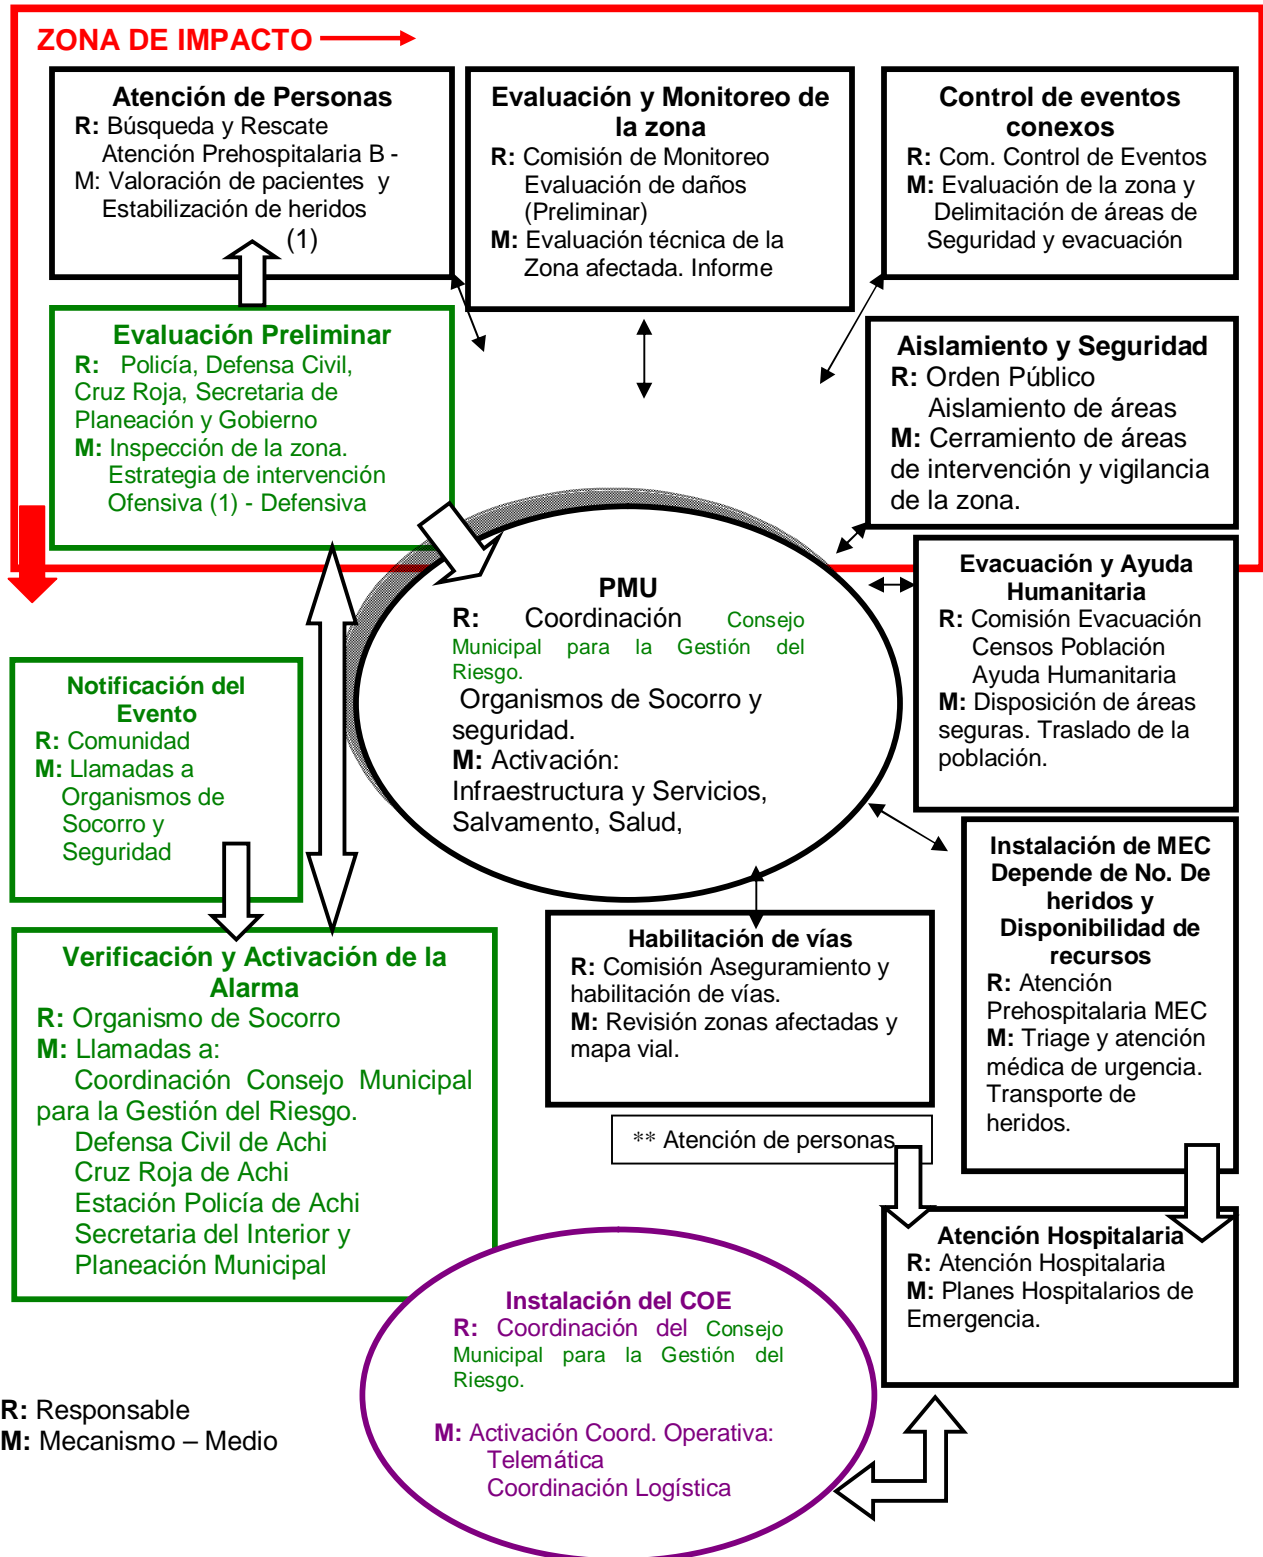 ZONA DE IMPACTO
Atención de Personas
R: Búsqueda y Rescate
Atención Prehospitalaria B -
M: Valoración de pacientes y
Estabilización de heridos
(1)
Evaluación y Monitoreo de
la zona
R: Comisión de Monitoreo
Evaluación de daños
(Preliminar)
M: Evaluación técnica de la
Zona afectada. Informe
Control de eventos
conexos
R: Com. Control de Eventos
M: Evaluación de la zona y
Delimitación de áreas de
Seguridad y evacuación
Evaluación Preliminar
R: Policía, Defensa Civil,
Cruz Roja, Secretaria de
Planeación y Gobierno
M: Inspección de la zona.
Estrategia de intervención
Ofensiva (1) - Defensiva
Aislamiento y Seguridad
R: Orden Público
Aislamiento de áreas
M: Cerramiento de áreas
de intervención y vigilancia
de la zona.
PMU
R: Coordinación Consejo
Municipal para la Gestión del
Riesgo.
Organismos de Socorro y
seguridad.
M: Activación:
Infraestructura y Servicios,
Salvamento, Salud,
Evacuación y Ayuda
Humanitaria
R: Comisión Evacuación
Censos Población
Ayuda Humanitaria
M: Disposición de áreas
seguras. Traslado de la
población.
Notificación del
Evento
R: Comunidad
M: Llamadas a
Organismos de
Socorro y
Seguridad
Instalación de MEC
Depende de No. De
heridos y
Disponibilidad de
recursos
R: Atención
Prehospitalaria MEC
M: Triage y atención
médica de urgencia.
Transporte de
heridos.
Verificación y Activación de la
Alarma
R: Organismo de Socorro
M: Llamadas a:
Coordinación Consejo Municipal
para la Gestión del Riesgo.
Defensa Civil de Achi
Cruz Roja de Achi
Estación Policía de Achi
Secretaria del Interior y
Planeación Municipal
Habilitación de vías
R: Comisión Aseguramiento y
habilitación de vías.
M: Revisión zonas afectadas y
mapa vial.
** Atención de personas
Atención Hospitalaria
R: Atención Hospitalaria
M: Planes Hospitalarios de
Emergencia.
Instalación del COE
R: Coordinación del Consejo
Municipal para la Gestión del
Riesgo.
M: Activación Coord. Operativa:
Telemática
Coordinación Logística
R: Responsable
M: Mecanismo – Medio